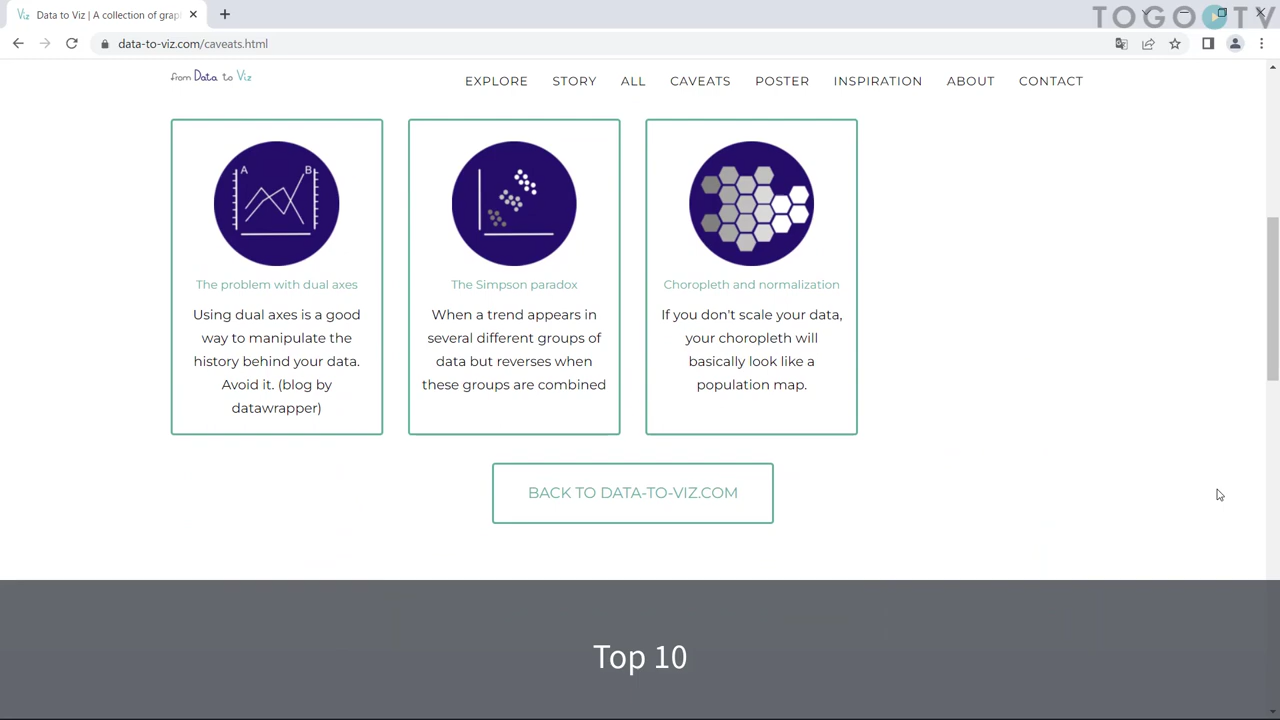 Data to Viz | A collection of grap
TOGO TV
data-to-viz.com/caveats.html
from Data to Viz
EXPLORE STORY ALL CAVEATS POSTER INSPIRATION ABOUT CONTACT
A B
The problem with dual axes
Using dual axes is a good
way to manipulate the
history behind your data.
Avoid it. (blog by
datawrapper)
The Simpson paradox
When a trend appears in
several different groups of
data but reverses when
these groups are combined
Choropleth and normalization
If you don't scale your data,
your choropleth will
basically look like a
population map.
BACK TO DATA-TO-VIZ.COM
Top 10